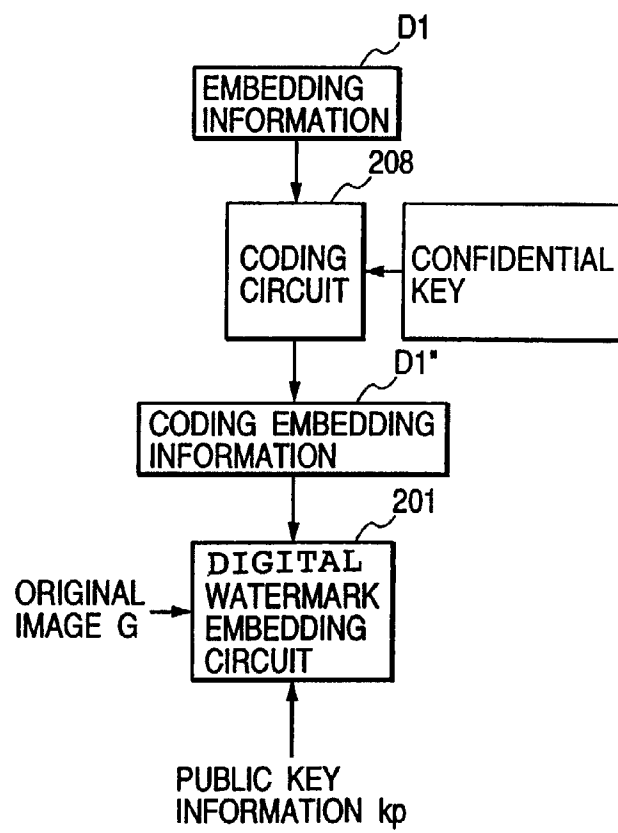 D1
EMBEDDING
INFORMATION
208
CODING
CIRCUIT
CONFIDENTIAL
KEY
D1"
CODING EMBEDDING
INFORMATION
201
DIGITAL
WATERMARK
EMBEDDING
CIRCUIT
ORIGINAL
IMAGE G
PUBLIC KEY
INFORMATION kp